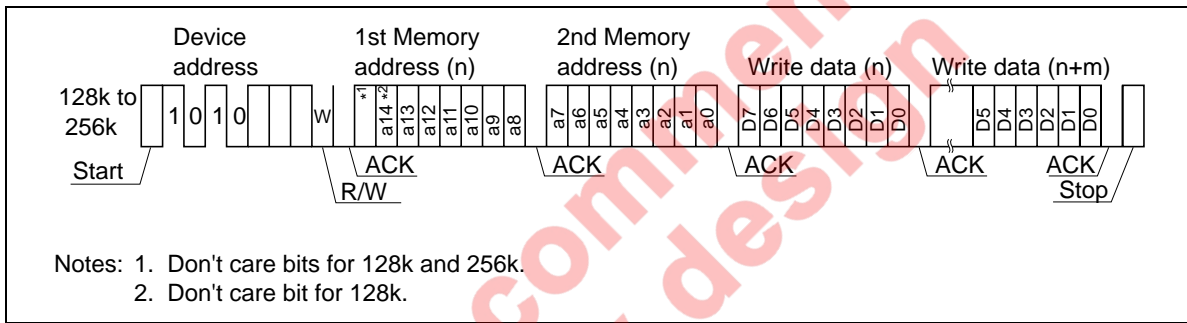 Device 1st Memory 2nd Memory
address address (n) address (n) Write data (n) Write data (n+m)
128k to
256k
1 0 1 0 W *1 a14 *2 a13 a12 a11 a10 a9 a8 a7 a6 a5 a4 a3 a2 a1 a0 D7 D6 D5 D4 D3 D2 D1 D0 D5 D4 D3 D2 D1 D0
Start ACK ACK ACK ACK ACK
R/W Stop
Notes: 1. Don't care bits for 128k and 256k.
2. Don't care bit for 128k.
commen
design